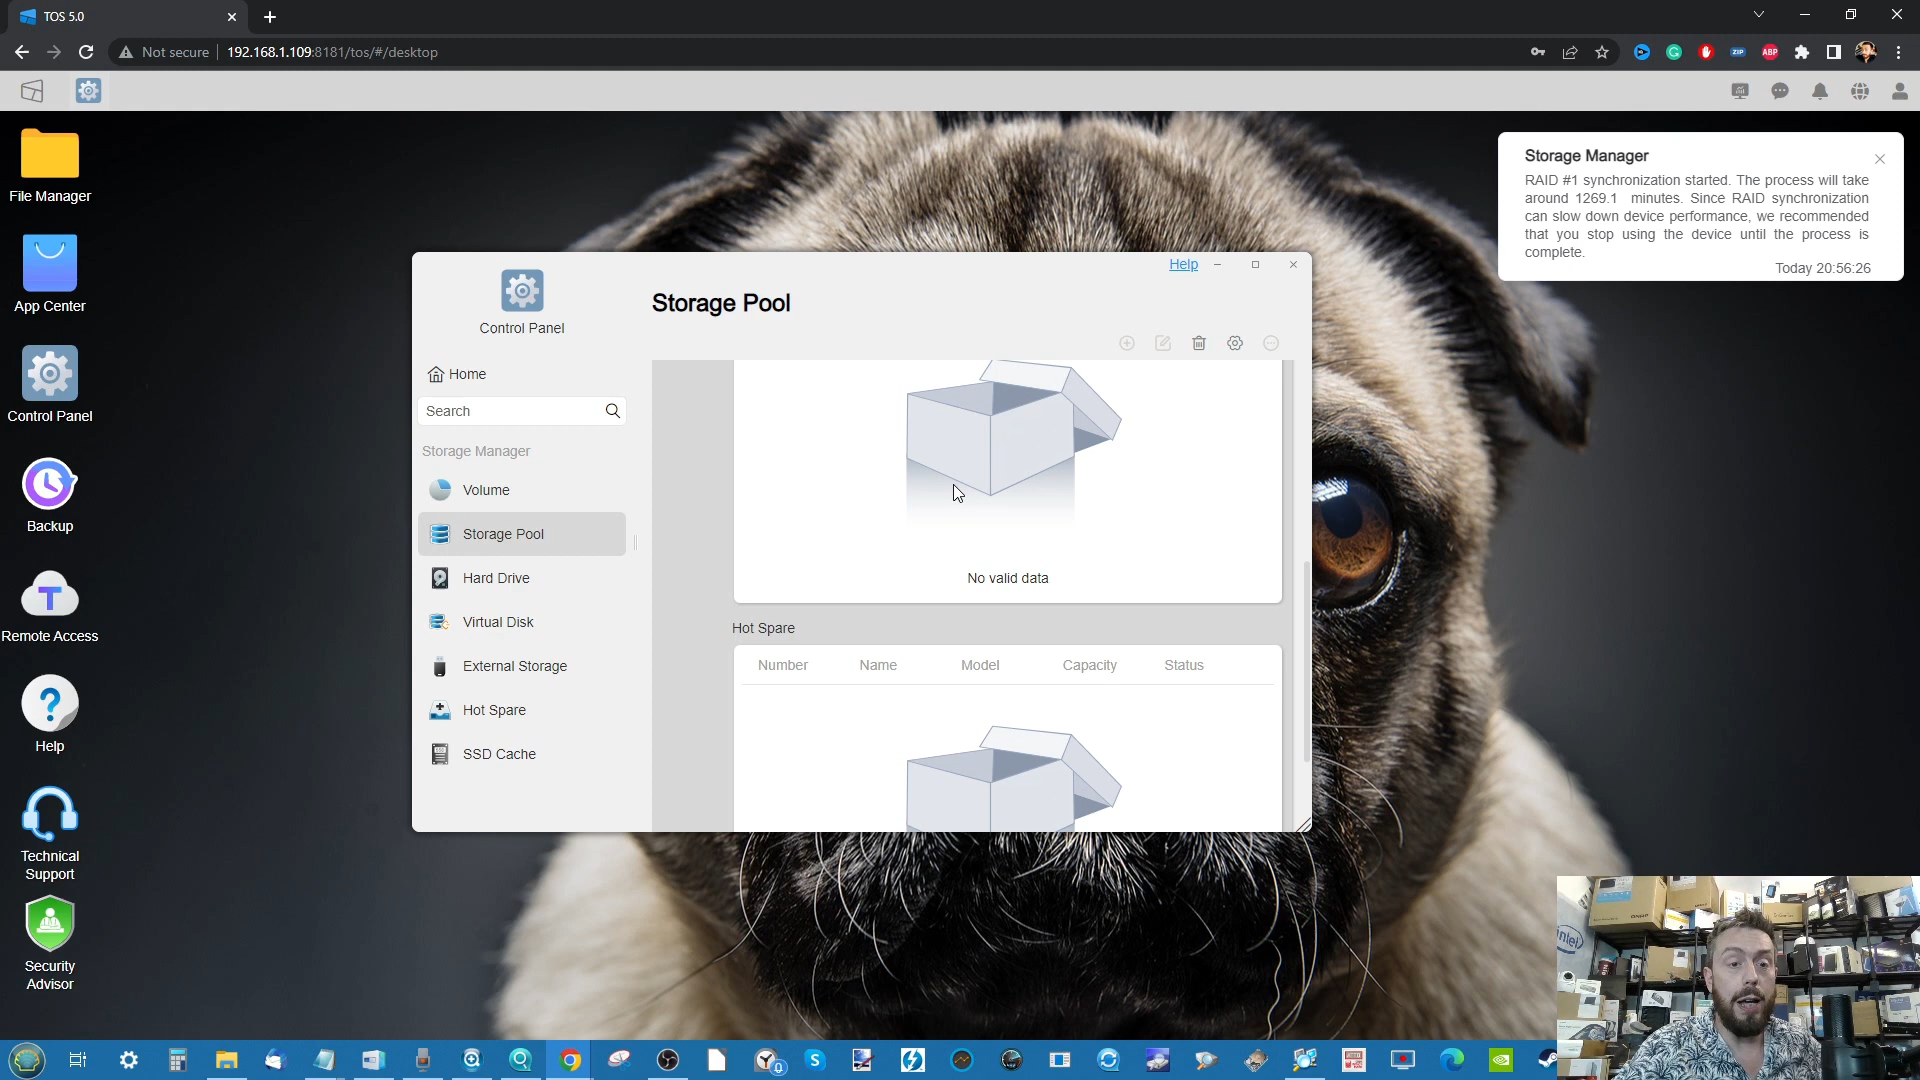 TOS 5.0
Not secure
192.168.1.109:8181/tos/#/desktop
ZIP
ABP
File Manager
App Center
Control Panel
Backup
T
Remote Access
?
Help
Technical
Support
Security
Advisor
Storage Manager
RAID #1 synchronization started. The process will take
around 1269.1 minutes. Since RAID synchronization
can slow down device performance, we recommended
that you stop using the device until the process is
complete.
Today 20:56:26
Help
Control Panel
Storage Pool
Home
Search
Storage Manager
Volume
Storage Pool
Hard Drive
Virtual Disk
External Storage
Hot Spare
SSD Cache
No valid data
Hot Spare
Number Name Model Capacity Status
intel